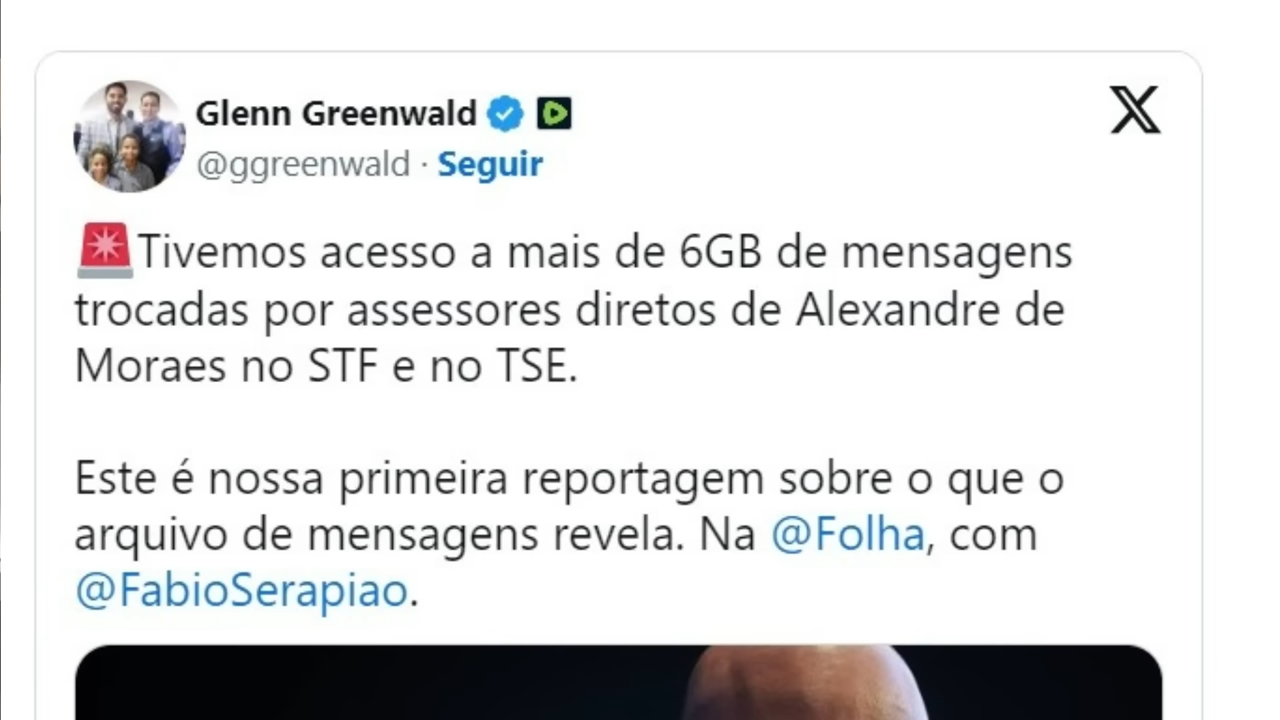 Glenn Greenwald
@ggreenwald · Seguir
Tivemos acesso a mais de 6GB de mensagens
trocadas por assessores diretos de Alexandre de
Moraes no STF e no TSE.
Este é nossa primeira reportagem sobre o que o
arquivo de mensagens revela. Na @Folha, com
@FabioSerapiao.